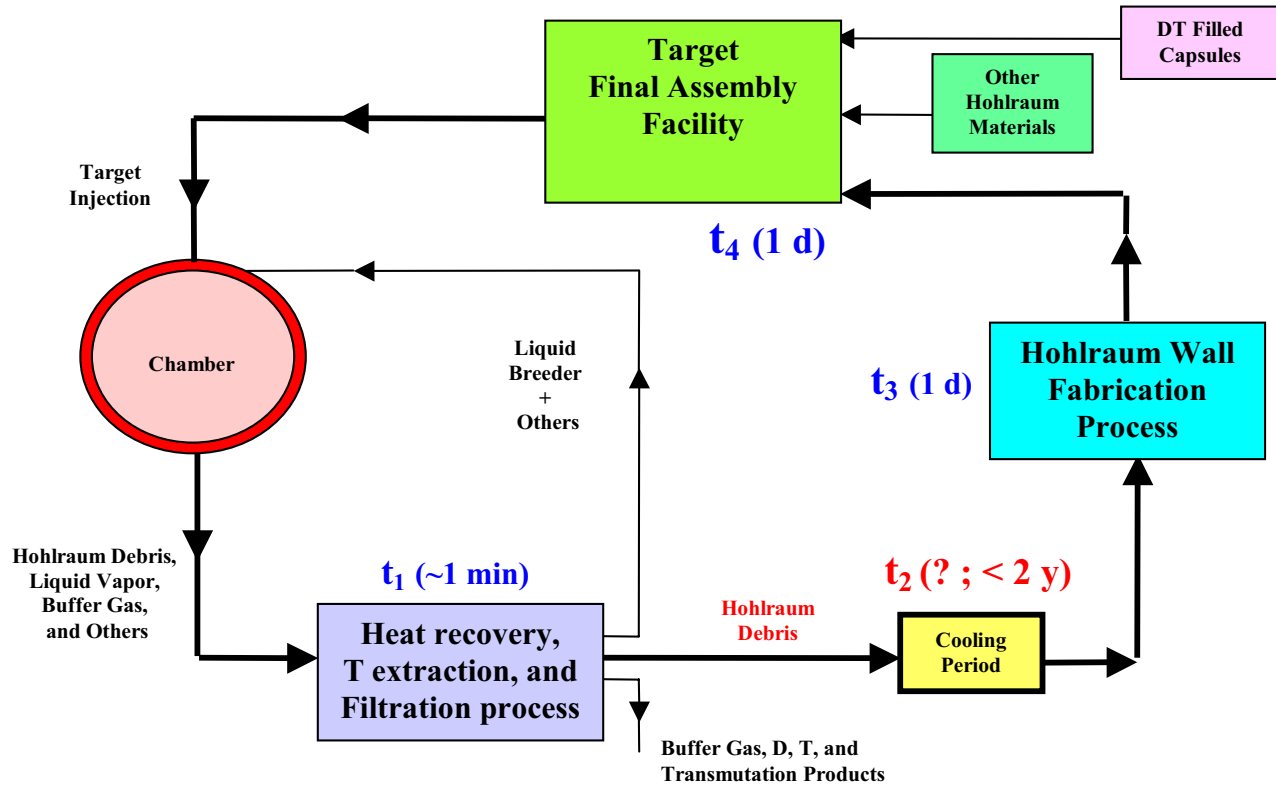 Target
Final Assembly
Facility
DT Filled
Capsules
Other
Hohlraum
Materials
Target
Injection
t₄ (1 d)
Chamber
Liquid
Breeder
+
Others
t₃ (1 d)
Hohlraum Wall
Fabrication
Process
Hohlraum Debris,
Liquid Vapor,
Buffer Gas,
and Others
t₁ (~1 min)
Heat recovery,
T extraction, and
Filtration process
Hohlraum
Debris
t₂ (? ; < 2 y)
Cooling
Period
Buffer Gas, D, T, and
Transmutation Products